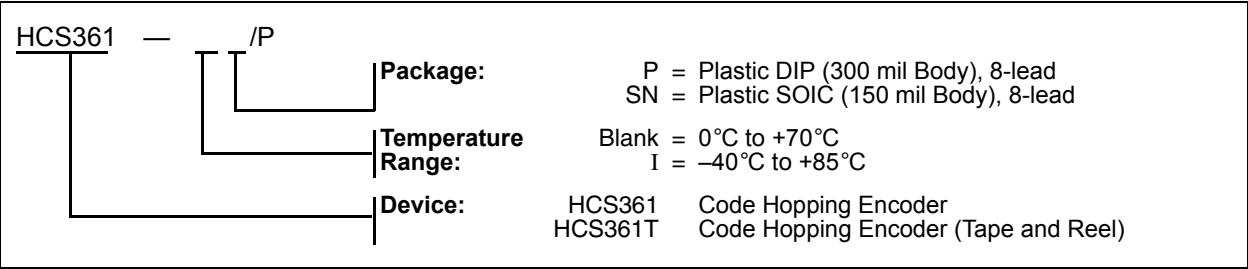 HCS361 — _ _ /P
Package: P = Plastic DIP (300 mil Body), 8-lead
SN = Plastic SOIC (150 mil Body), 8-lead
Temperature Blank = 0°C to +70°C
Range: I = –40°C to +85°C
Device: HCS361 Code Hopping Encoder
HCS361T Code Hopping Encoder (Tape and Reel)